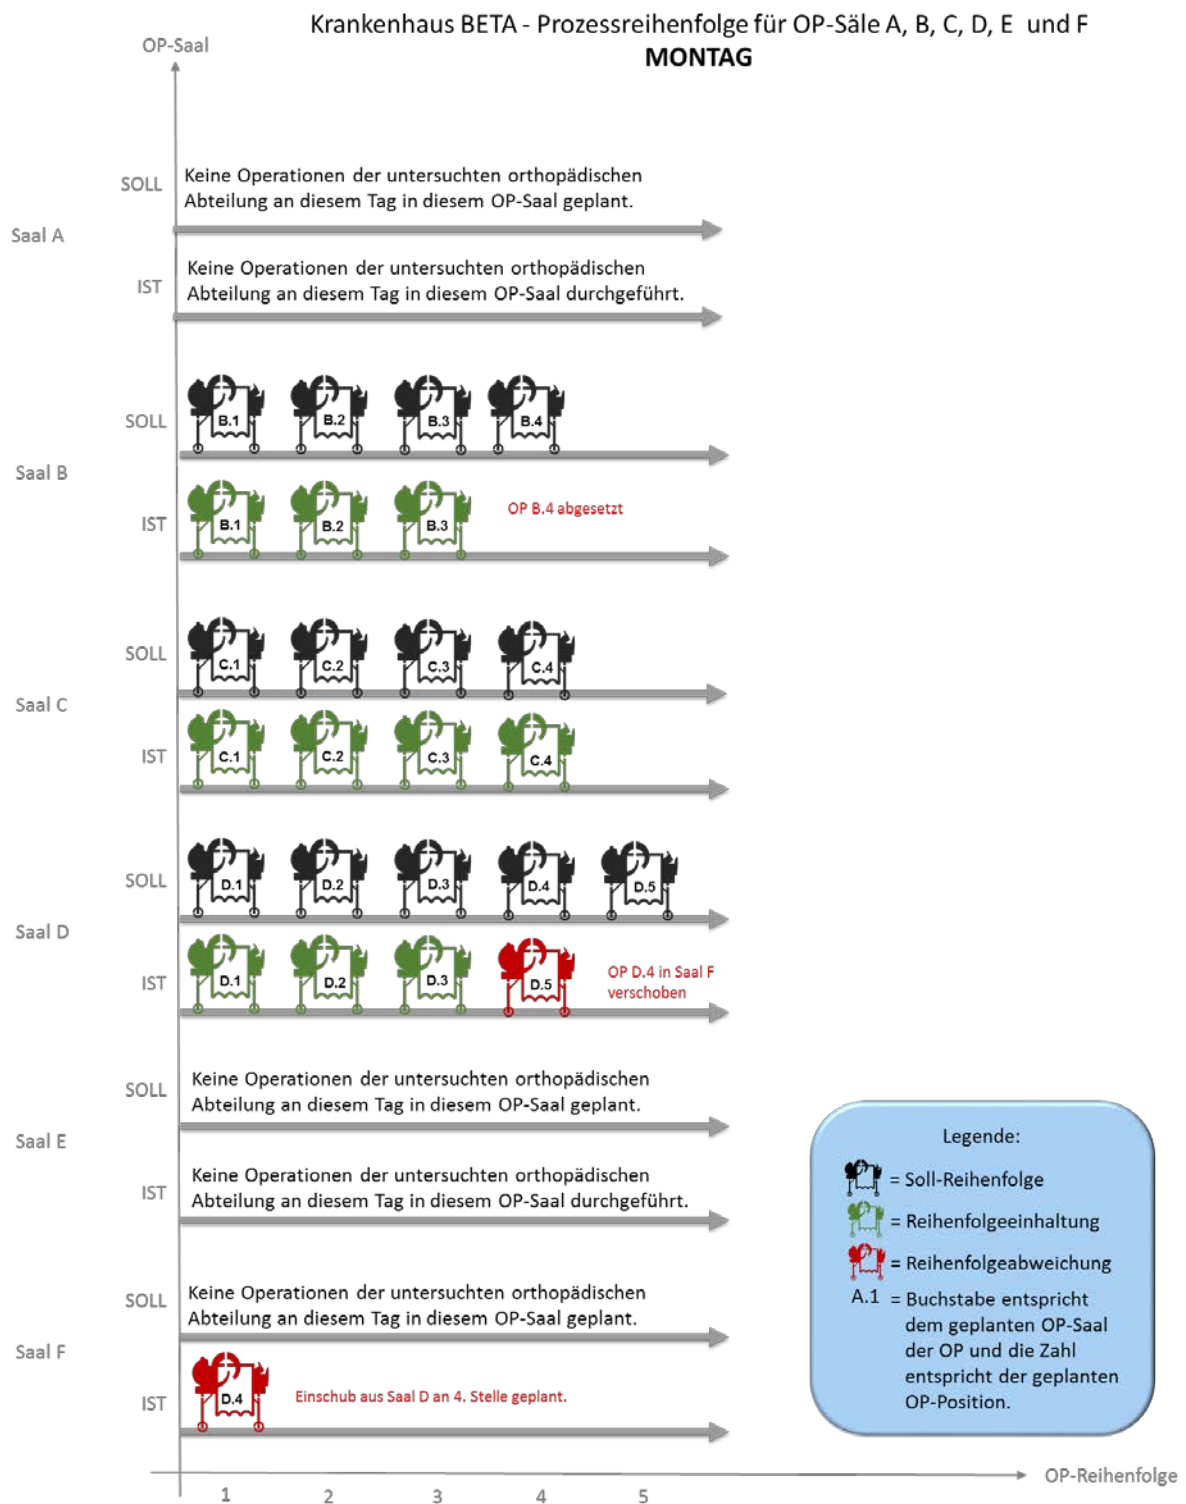 Krankenhaus BETA - Prozessreihenfolge für OP-Säle A, B, C, D, E und F
MONTAG
OP-Saal
Saal A
SOLL
Keine Operationen der untersuchten orthopädischen
Abteilung an diesem Tag in diesem OP-Saal geplant.
IST
Keine Operationen der untersuchten orthopädischen
Abteilung an diesem Tag in diesem OP-Saal durchgeführt.
Saal B
SOLL
B.1 B.2 B.3 B.4
IST
B.1 B.2 B.3
OP B.4 abgesetzt
Saal C
SOLL
C.1 C.2 C.3 C.4
IST
C.1 C.2 C.3 C.4
Saal D
SOLL
D.1 D.2 D.3 D.4 D.5
IST
D.1 D.2 D.3 D.5
OP D.4 in Saal F
verschoben
Saal E
SOLL
Keine Operationen der untersuchten orthopädischen
Abteilung an diesem Tag in diesem OP-Saal geplant.
IST
Keine Operationen der untersuchten orthopädischen
Abteilung an diesem Tag in diesem OP-Saal durchgeführt.
Saal F
SOLL
Keine Operationen der untersuchten orthopädischen
Abteilung an diesem Tag in diesem OP-Saal geplant.
IST
D.4
Einschub aus Saal D an 4. Stelle geplant.
1 2 3 4 5
OP-Reihenfolge
Legende:
= Soll-Reihenfolge
= Reihenfolgeeinhaltung
= Reihenfolgeabweichung
A.1 = Buchstabe entspricht
dem geplanten OP-Saal
der OP und die Zahl
entspricht der geplanten
OP-Position.